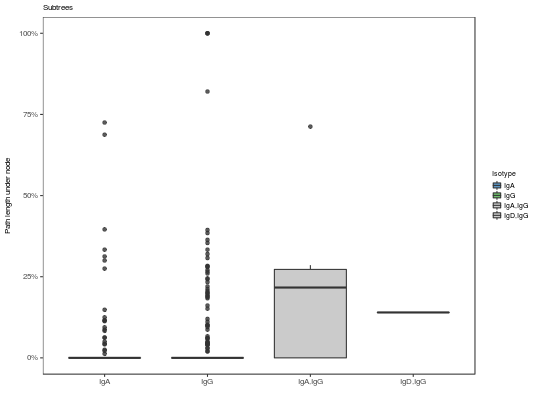 Subtrees
Path length under node
100%
75%
50%
25%
0%
IgA
IgG
IgA.IgG
IgD.IgG
Isotype
IgA
IgG
IgA.IgG
IgD.IgG